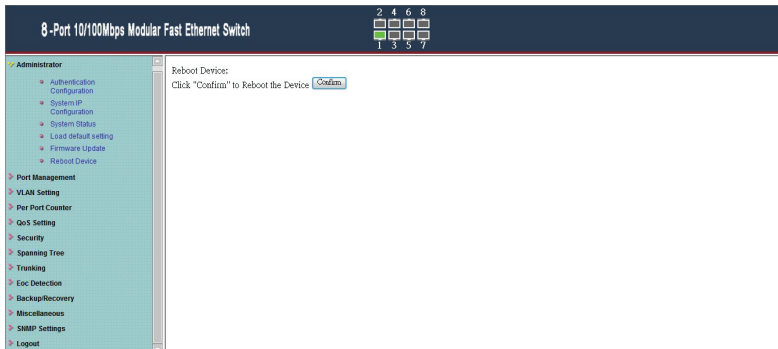 8-Port 10/100Mbps Modular Fast Ethernet Switch
2 4 6 8
1 3 5 7
Administrator
Authentication
Configuration
System IP
Configuration
System Status
Load default setting
Firmware Update
Reboot Device
Port Management
VLAN Setting
Per Port Counter
QoS Setting
Security
Spanning Tree
Trunking
Eoc Detection
Backup/Recovery
Miscellaneous
SNMP Settings
Logout
Reboot Device:
Click "Confirm" to Reboot the Device Confirm